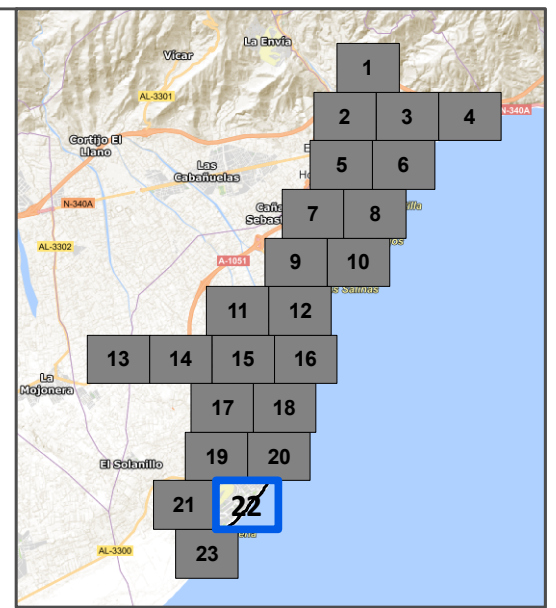 La Envía
Vícar
1
AL-3301
2
3
4
N-340A
Cortijo El
Llano
Las
Cabañuelas
5
6
N-340A
7
8
AL-3302
A-1051
9
10
s Salinas
11
12
13
14
15
16
La
Mojonera
17
18
El Solanillo
19
20
21
22
AL-3300
23